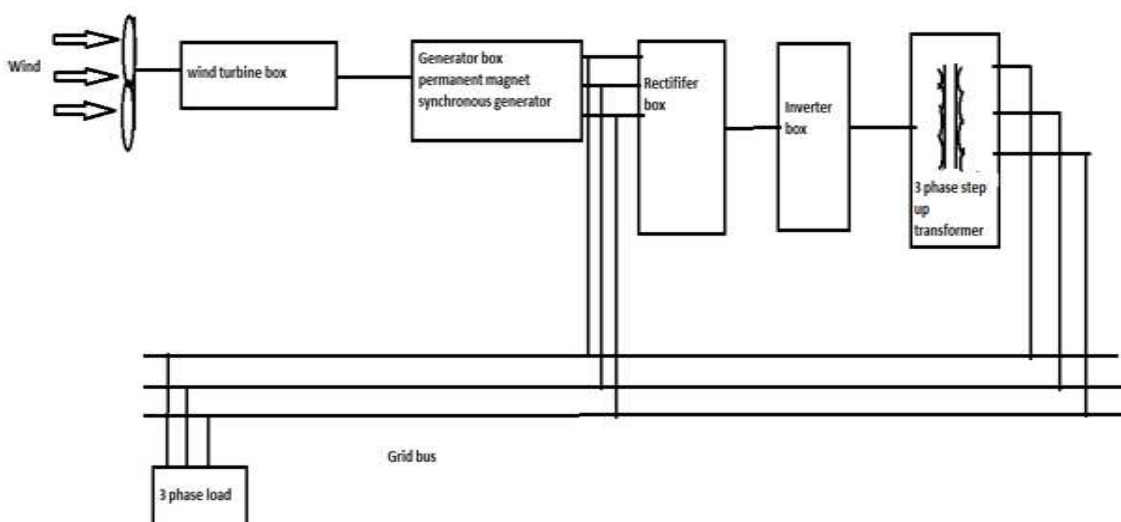 Wind
wind turbine box
Generator box
permanent magnet
synchronous generator
Rectififer
box
Inverter
box
3 phase step
up
transformer
Grid bus
3 phase load